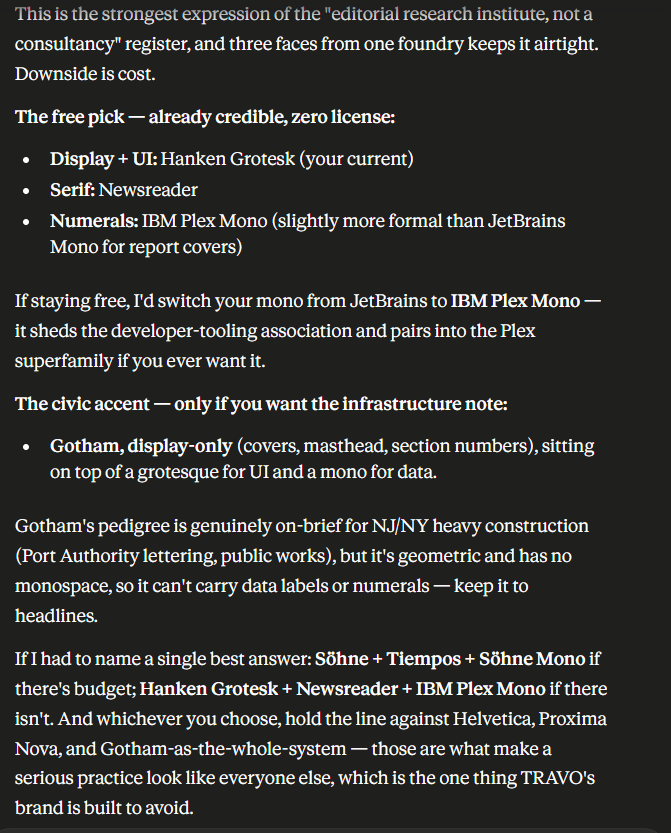 This is the strongest expression of the "editorial research institute, not a
consultancy" register, and three faces from one foundry keeps it airtight.
Downside is cost.
The free pick — already credible, zero license:
• Display + UI: Hanken Grotesk (your current)
• Serif: Newsreader
• Numerals: IBM Plex Mono (slightly more formal than JetBrains
Mono for report covers)
If staying free, I'd switch your mono from JetBrains to IBM Plex Mono —
it sheds the developer-tooling association and pairs into the Plex
superfamily if you ever want it.
The civic accent — only if you want the infrastructure note:
• Gotham, display-only (covers, masthead, section numbers), sitting
on top of a grotesque for UI and a mono for data.
Gotham's pedigree is genuinely on-brief for NJ/NY heavy construction
(Port Authority lettering, public works), but it's geometric and has no
monospace, so it can't carry data labels or numerals — keep it to
headlines.
If I had to name a single best answer: Söhne + Tiempos + Söhne Mono if
there's budget; Hanken Grotesk + Newsreader + IBM Plex Mono if there
isn't. And whichever you choose, hold the line against Helvetica, Proxima
Nova, and Gotham-as-the-whole-system — those are what make a
serious practice look like everyone else, which is the one thing TRAVO's
brand is built to avoid.